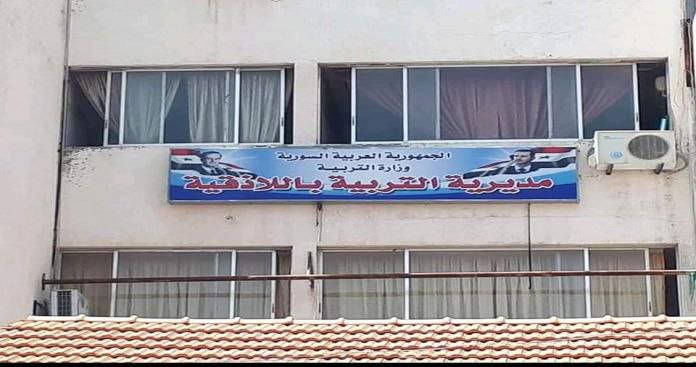 الجمهورية العربية السورية
وزارة التربية
مديرية التربية باللاذقية